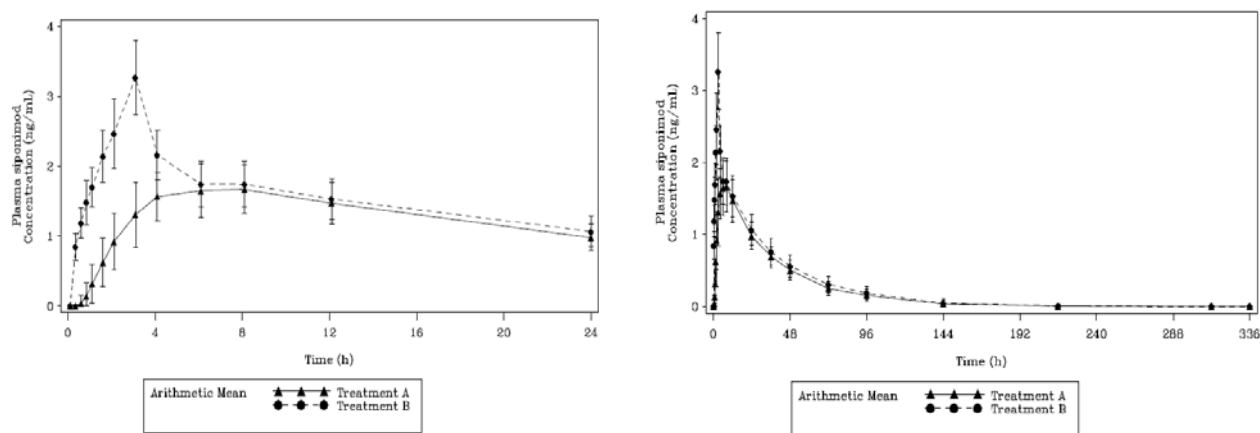 4
3
2
1
0
Plasma siponimod
Concentration (ng/mL)
0 4 8 12 16 20 24
Time (h)
Arithmetic Mean
Treatment A
Treatment B
4
3
2
1
0
Plasma siponimod
Concentration (ng/mL)
0 48 96 144 192 240 288 336
Time (h)
Arithmetic Mean
Treatment A
Treatment B